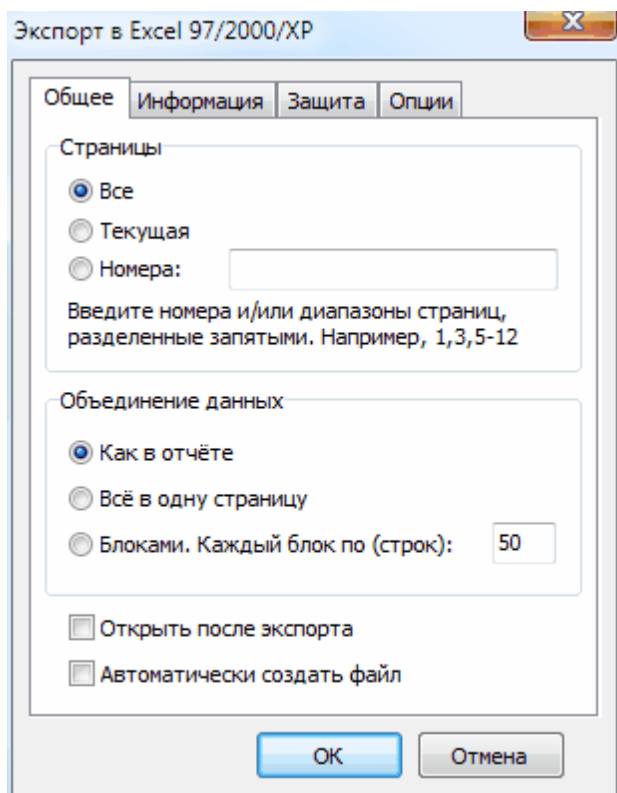 Экспорт в Excel 97/2000/XP
Общее Информация Защита Опции
Страницы
Все
Текущая
Номера:
Введите номера и/или диапазоны страниц,
разделенные запятыми. Например, 1,3,5-12
Объединение данных
Как в отчёте
Всё в одну страницу
Блоками. Каждый блок по (строк): 50
Открыть после экспорта
Автоматически создать файл
OK Отмена